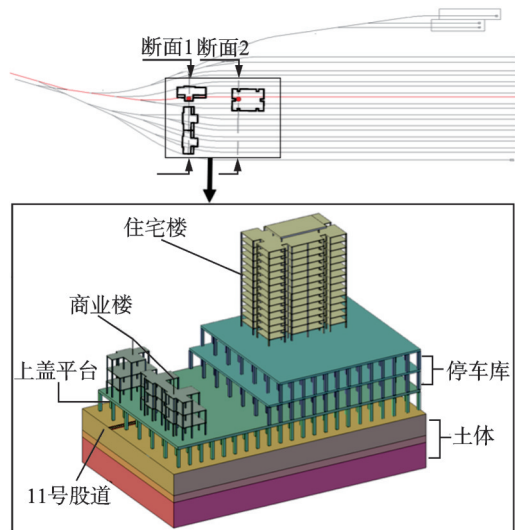 断面1 断面2
住宅楼
商业楼
上盖平台
停车库
土体
11号股道